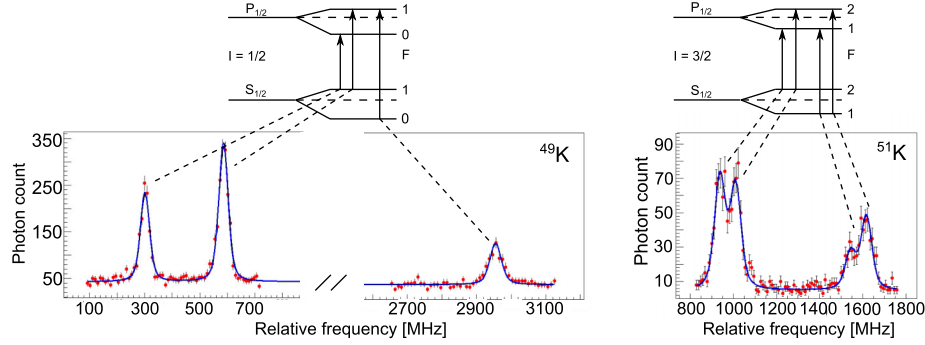 P1/2 1
0
I = 1/2 F
S1/2 1
0
P1/2 2
1
I = 3/2 F
S1/2 2
1
49K
Photon count
350
250
150
50
100 300 500 700 2700 2900 3100
Relative frequency [MHz]
51K
Photon count
90
70
50
30
10
800 1000 1200 1400 1600 1800
Relative frequency [MHz]